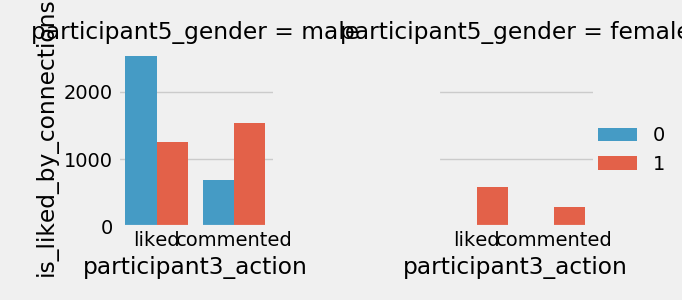 participant5_gender = male
participant5_gender = female
is_liked_by_connections
2000
1000
0
liked
commented
liked
commented
participant3_action
participant3_action
0
1